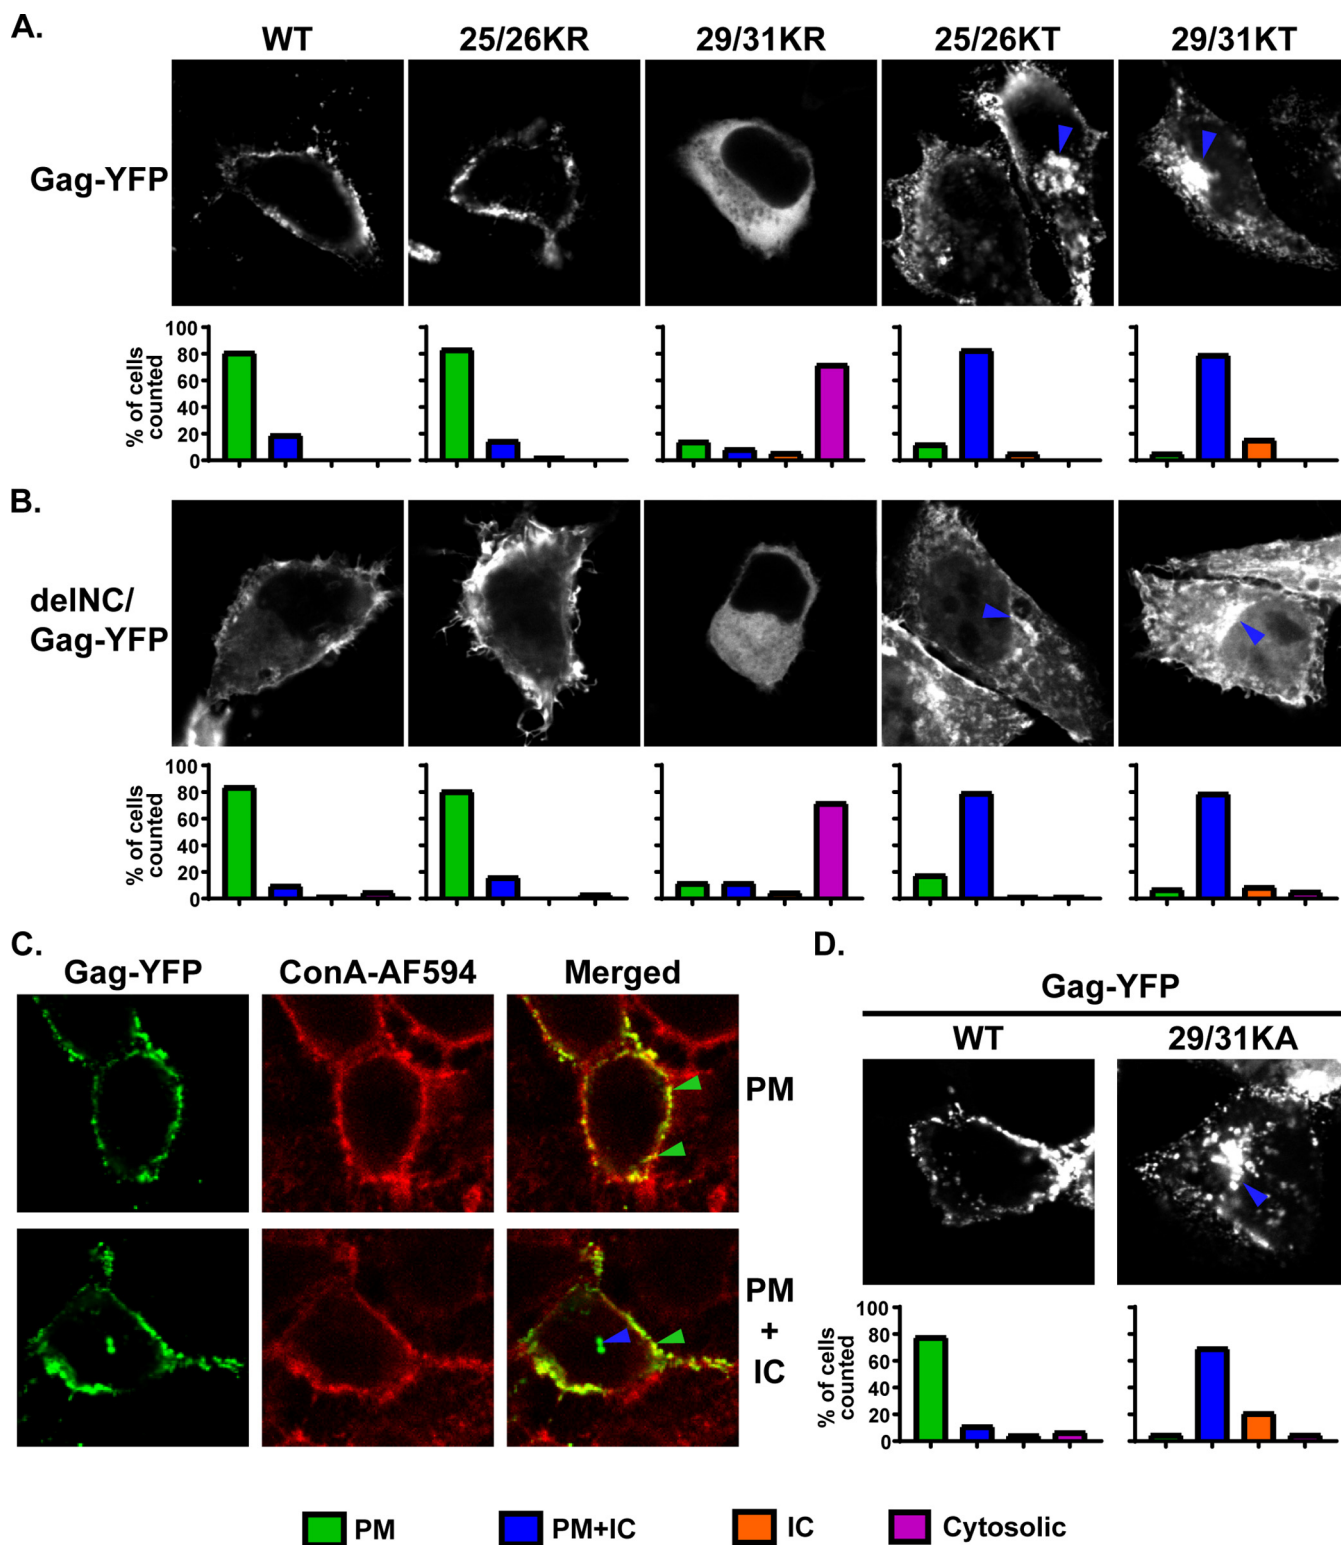 A.
WT 25/26KR 29/31KR 25/26KT 29/31KT
Gag-YFP
% of cells
counted
100
80
60
40
20
0
B.
delNC/
Gag-YFP
% of cells
counted
100
80
60
40
20
0
C.
Gag-YFP ConA-AF594 Merged
PM
PM
+
IC
D.
Gag-YFP
WT 29/31KA
% of cells
counted
100
80
60
40
20
0
PM PM+IC IC Cytosolic